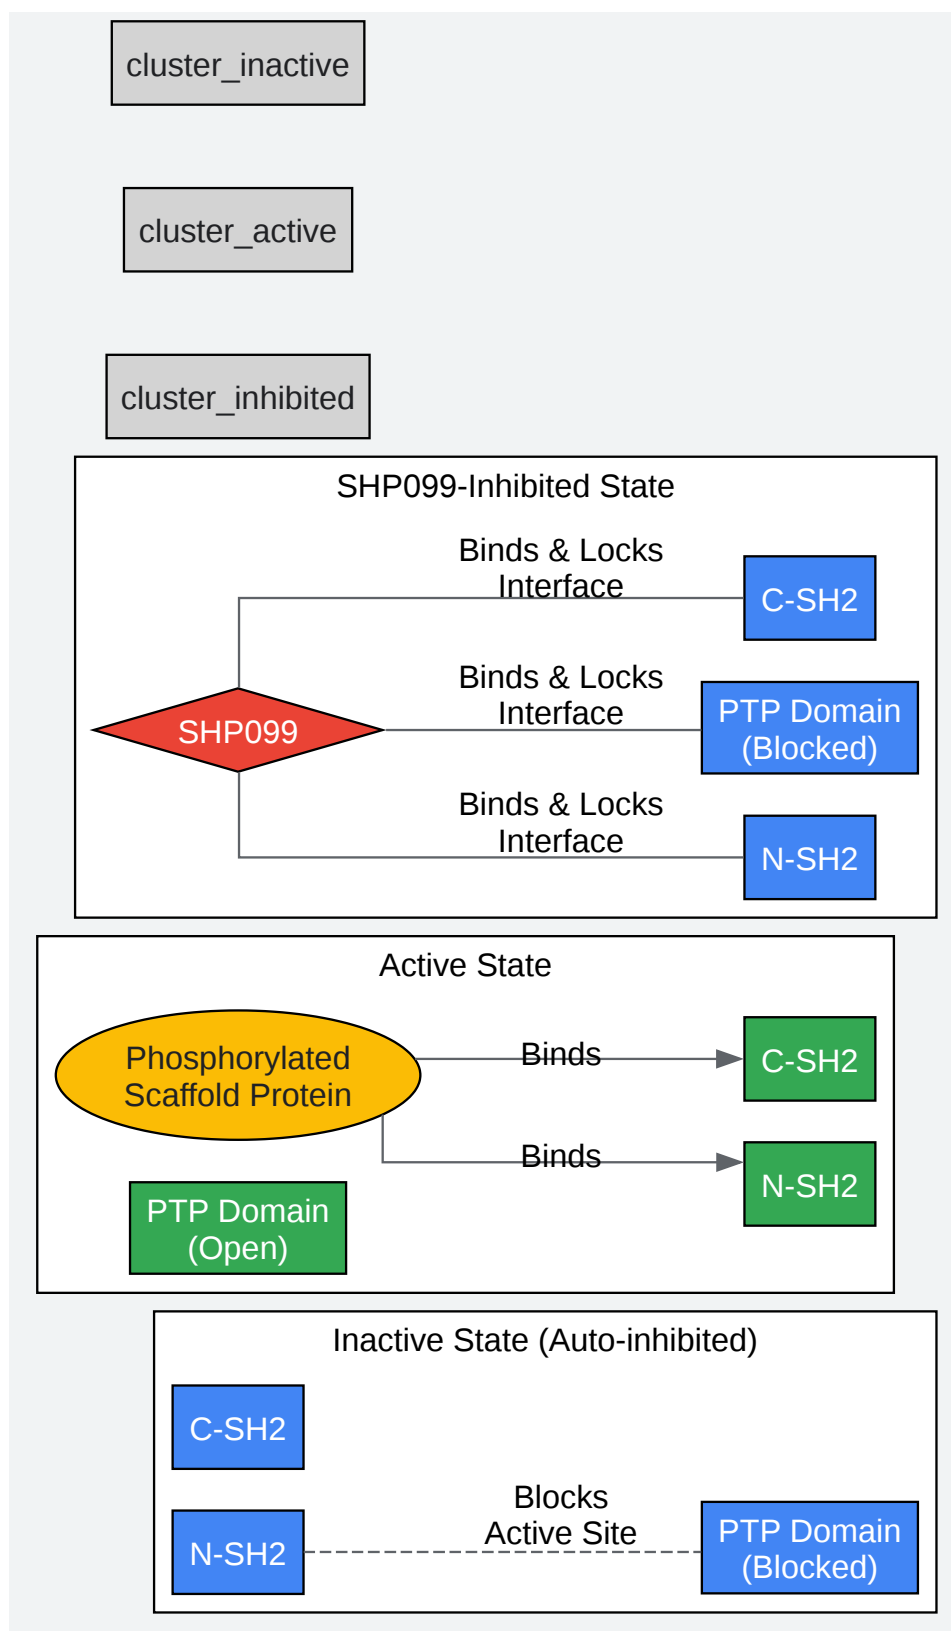 cluster_inactive
cluster_active
cluster_inhibited
SHP099-Inhibited State
Binds & Locks
Interface
C-SH2
SHP099
Binds & Locks
Interface
PTP Domain
(Blocked)
Binds & Locks
Interface
N-SH2
Active State
Phosphorylated
Scaffold Protein
Binds
C-SH2
Binds
N-SH2
PTP Domain
(Open)
Inactive State (Auto-inhibited)
C-SH2
N-SH2
Blocks
Active Site
PTP Domain
(Blocked)